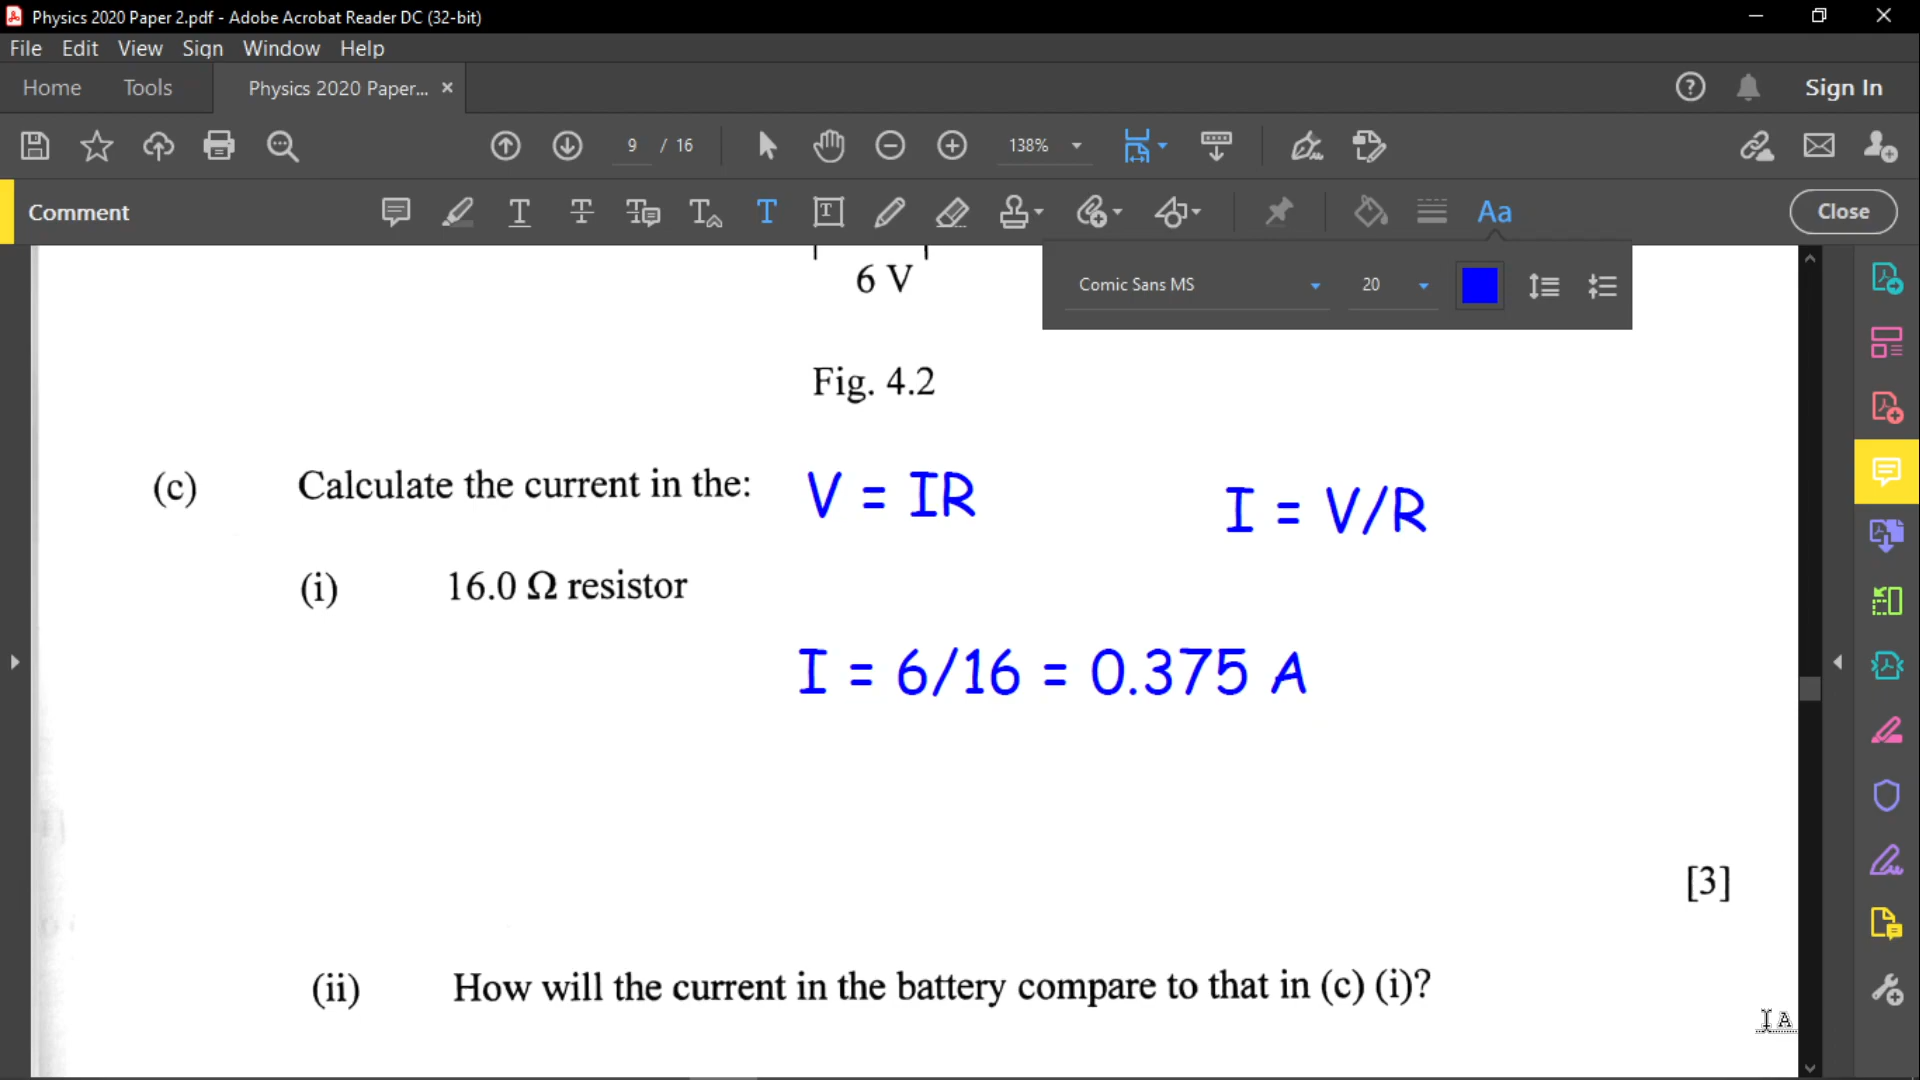 Physics 2020 Paper 2.pdf - Adobe Acrobat Reader DC (32-bit)
File Edit View Sign Window Help
Home Tools Physics 2020 Paper... × Sign In
9 / 16 138%
Comment Aa Close
Comic Sans MS 20
6 V
Fig. 4.2
(c) Calculate the current in the: V = IR I = V/R
(i) 16.0 Ω resistor
I = 6/16 = 0.375 A
[3]
(ii) How will the current in the battery compare to that in (c) (i)?